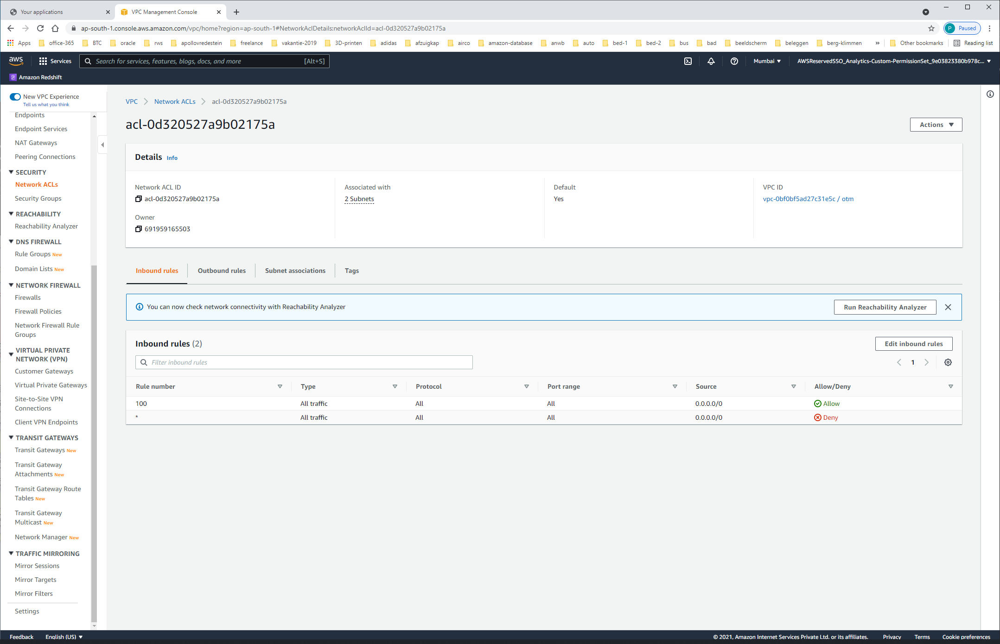 Your applications
VPC Management Console
ap-south-1.console.aws.amazon.com/vpc/home?region=ap-south-1#NetworkAclDetails:networkAclId=acl-0d320527a9b02175a
P Paused
Apps office-365 BTC oracle rws apollovredestein freelance vakantie-2019 3D-printen adidas afzuigkap airco amazon-database anwb auto bed-1 bed-2 bus bad beeldscherm beleggen berg-klimmen » Other bookmarks Reading list
aws Services Search for services, features, blogs, docs, and more [Alt+S] Mumbai AWSReservedSSO_Analytics-Custom-PermissionSet_9e03823380b978c...
Amazon Redshift
New VPC Experience
Tell us what you think
Endpoints
Endpoint Services
NAT Gateways
Peering Connections
SECURITY
Network ACLs
Security Groups
REACHABILITY
Reachability Analyzer
DNS FIREWALL
Rule Groups New
Domain Lists New
NETWORK FIREWALL
Firewalls
Firewall Policies
Network Firewall Rule
Groups
VIRTUAL PRIVATE
NETWORK (VPN)
Customer Gateways
Virtual Private Gateways
Site-to-Site VPN
Connections
Client VPN Endpoints
TRANSIT GATEWAYS
Transit Gateways New
Transit Gateway
Attachments New
Transit Gateway Route
Tables New
Transit Gateway
Multicast New
Network Manager New
TRAFFIC MIRRORING
Mirror Sessions
Mirror Targets
Mirror Filters
Settings
VPC Network ACLs acl-0d320527a9b02175a
acl-0d320527a9b02175a
Actions
Details Info
Network ACL ID
acl-0d320527a9b02175a
Owner
691959165503
Associated with
2 Subnets
Default
Yes
VPC ID
vpc-0bf0bf5ad27c31e5c / otm
Inbound rules Outbound rules Subnet associations Tags
You can now check network connectivity with Reachability Analyzer
Run Reachability Analyzer
Inbound rules (2)
Edit inbound rules
Filter inbound rules
1
Rule number Type Protocol Port range Source Allow/Deny
100 All traffic All All 0.0.0.0/0 Allow
* All traffic All All 0.0.0.0/0 Deny
Feedback English (US) © 2021, Amazon Internet Services Private Ltd. or its affiliates. Privacy Terms Cookie preferences